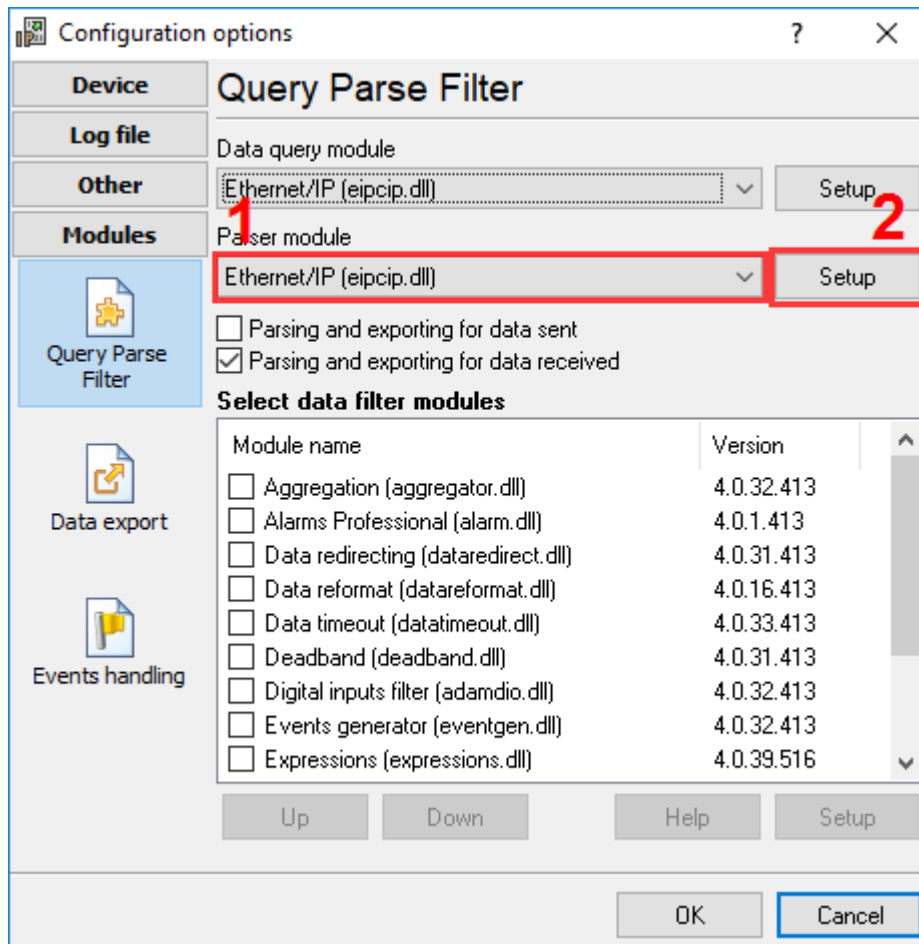 Configuration options
?
Device
Log file
Other
Modules
Query Parse
Filter
Data export
Events handling
Query Parse Filter
Data query module
Ethernet/IP (eipcip.dll)
Setup
1
2
Parser module
Ethernet/IP (eipcip.dll)
Setup
Parsing and exporting for data sent
Parsing and exporting for data received
Select data filter modules
Module name Version
Aggregation (aggregator.dll) 4.0.32.413
Alarms Professional (alarm.dll) 4.0.1.413
Data redirecting (dataredirect.dll) 4.0.31.413
Data reformat (datareformat.dll) 4.0.16.413
Data timeout (datatimeout.dll) 4.0.33.413
Deadband (deadband.dll) 4.0.31.413
Digital inputs filter (adamdio.dll) 4.0.32.413
Events generator (eventgen.dll) 4.0.32.413
Expressions (expressions.dll) 4.0.39.516
Up Down Help Setup
OK Cancel